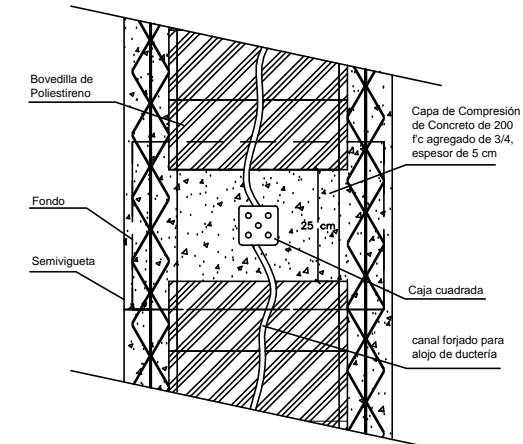 Bovedilla de
Poliestireno
Capa de Compresión
de Concreto de 200
f'c agregado de 3/4,
espesor de 5 cm
Fondo
25 cm
Semivigueta
Caja cuadrada
canal forjado para
alojo de ductería